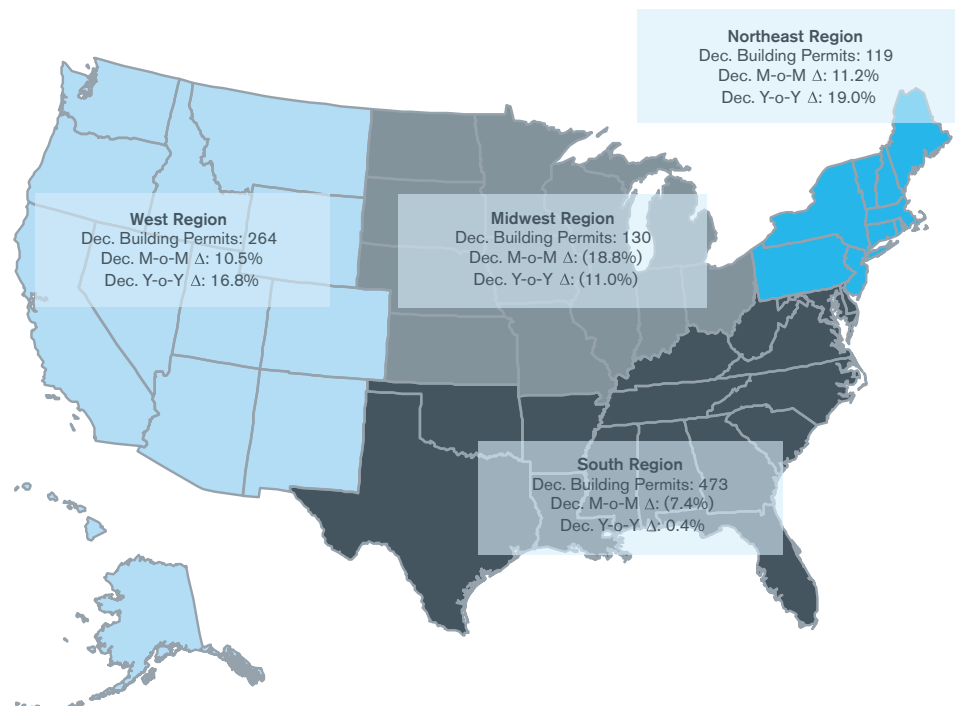 Northeast Region
Dec. Building Permits: 119
Dec. M-o-M Δ: 11.2%
Dec. Y-o-Y Δ: 19.0%
West Region
Dec. Building Permits: 264
Dec. M-o-M Δ: 10.5%
Dec. Y-o-Y Δ: 16.8%
Midwest Region
Dec. Building Permits: 130
Dec. M-o-M Δ: (18.8%)
Dec. Y-o-Y Δ: (11.0%)
South Region
Dec. Building Permits: 473
Dec. M-o-M Δ: (7.4%)
Dec. Y-o-Y Δ: 0.4%